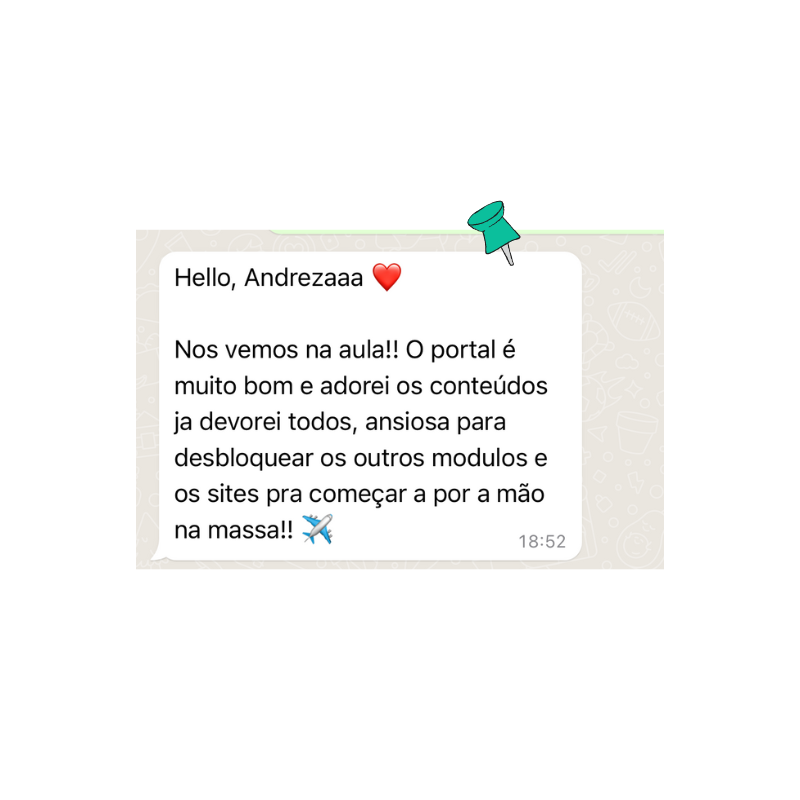 Hello, Andrezaaa ❤️
Nos vemos na aula!! O portal é
muito bom e adorei os conteúdos
ja devorei todos, ansiosa para
desbloquear os outros modulos e
os sites pra começar a por a mão
na massa!! ✈️
18:52